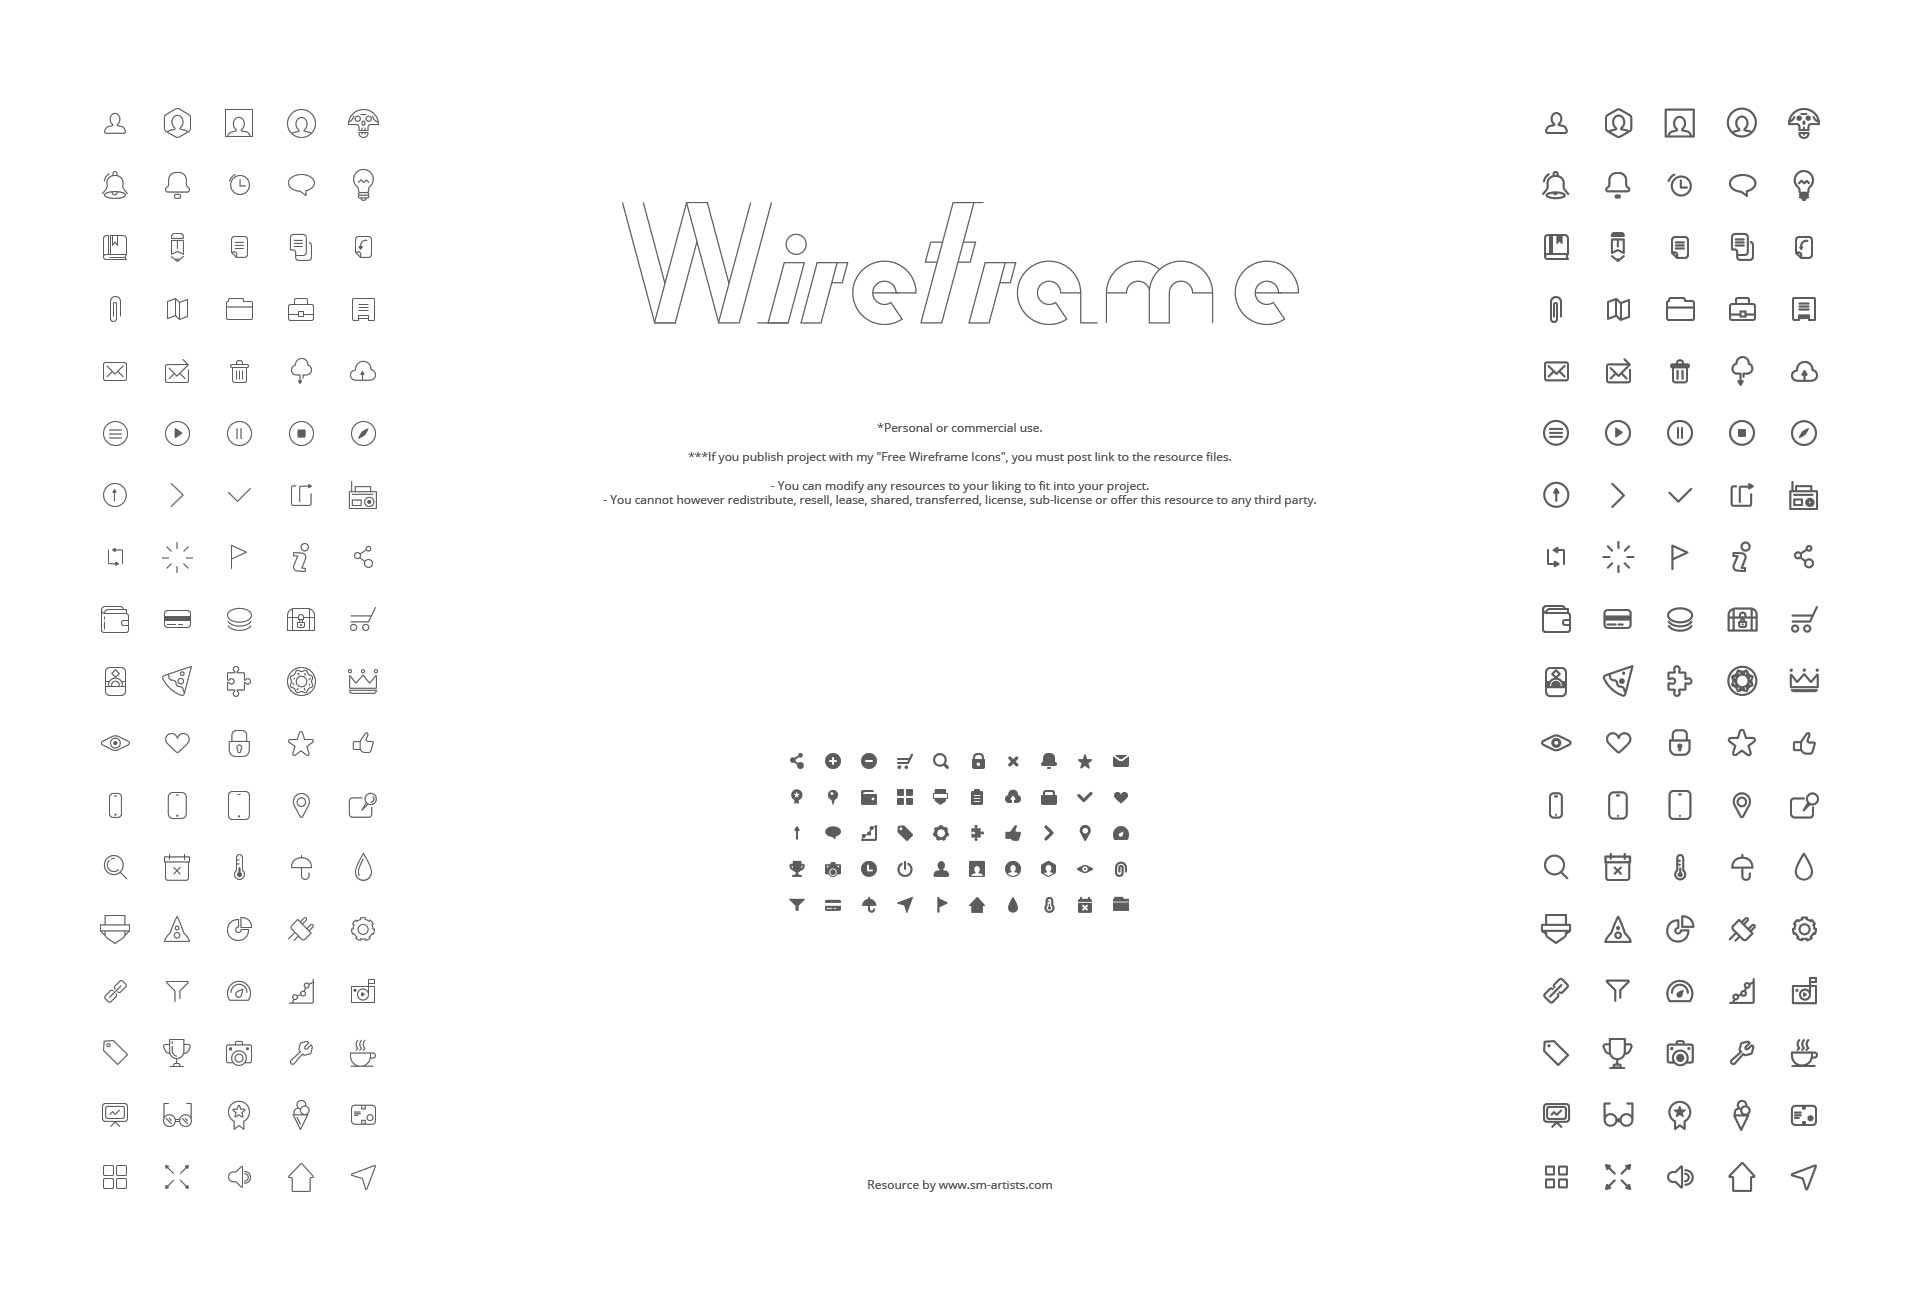 Wireframe
*Personal or commercial use.
***If you publish project with my "Free Wireframe Icons", you must post link to the resource files.
- You can modify any resources to your liking to fit into your project.
- You cannot however redistribute, resell, lease, shared, transferred, license, sub-license or offer this resource to any third party.
Resource by www.sm-artists.com